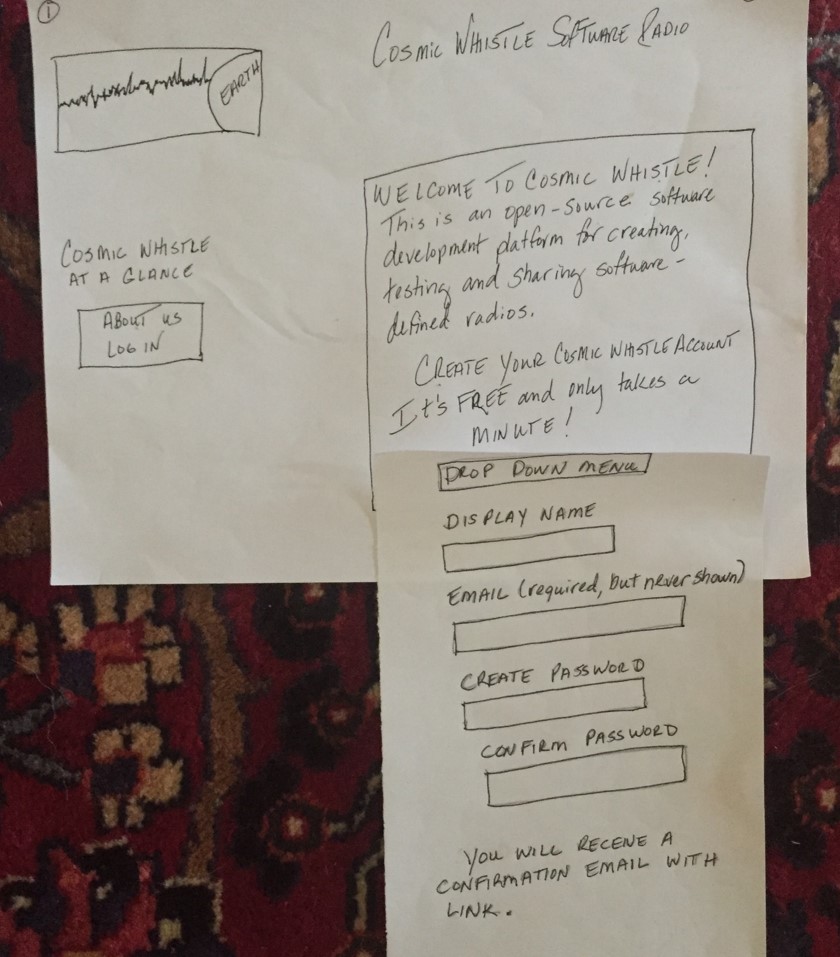 1
COSMIC WHISTLE SOFTWARE RADIO
EARTH
COSMIC WHISTLE
AT A GLANCE
ABOUT US
LOG IN
WELCOME TO COSMIC WHISTLE!
This is an open-source software
development platform for creating,
testing and sharing software-
defined radios.
CREATE YOUR COSMIC WHISTLE ACCOUNT
It's FREE and only takes a
MINUTE!
DROP DOWN MENU
DISPLAY NAME
EMAIL (required, but never shown)
CREATE PASSWORD
CONFIRM PASSWORD
YOU WILL RECENE A
CONFIRMATION EMAIL WITH
LINK.